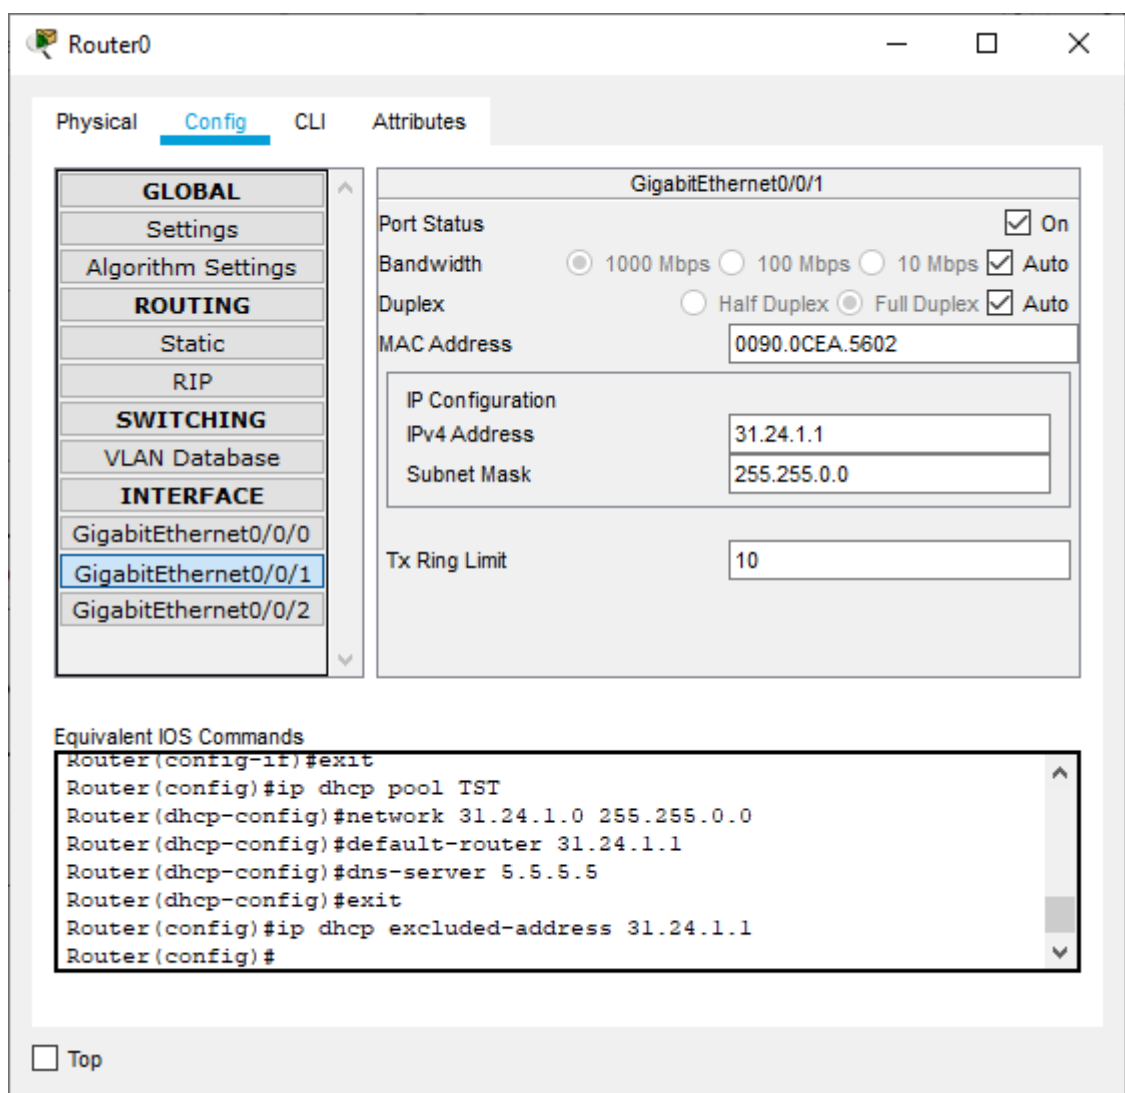 Router0
Physical Config CLI Attributes
GLOBAL
Settings
Algorithm Settings
ROUTING
Static
RIP
SWITCHING
VLAN Database
INTERFACE
GigabitEthernet0/0/0
GigabitEthernet0/0/1
GigabitEthernet0/0/2
GigabitEthernet0/0/1
Port Status On
Bandwidth 1000 Mbps 100 Mbps 10 Mbps Auto
Duplex Half Duplex Full Duplex Auto
MAC Address 0090.0CEA.5602
IP Configuration
IPv4 Address 31.24.1.1
Subnet Mask 255.255.0.0
Tx Ring Limit 10
Equivalent IOS Commands
Router(config-if)#exit
Router(config)#ip dhcp pool TST
Router(dhcp-config)#network 31.24.1.0 255.255.0.0
Router(dhcp-config)#default-router 31.24.1.1
Router(dhcp-config)#dns-server 5.5.5.5
Router(dhcp-config)#exit
Router(config)#ip dhcp excluded-address 31.24.1.1
Router(config)#
Top